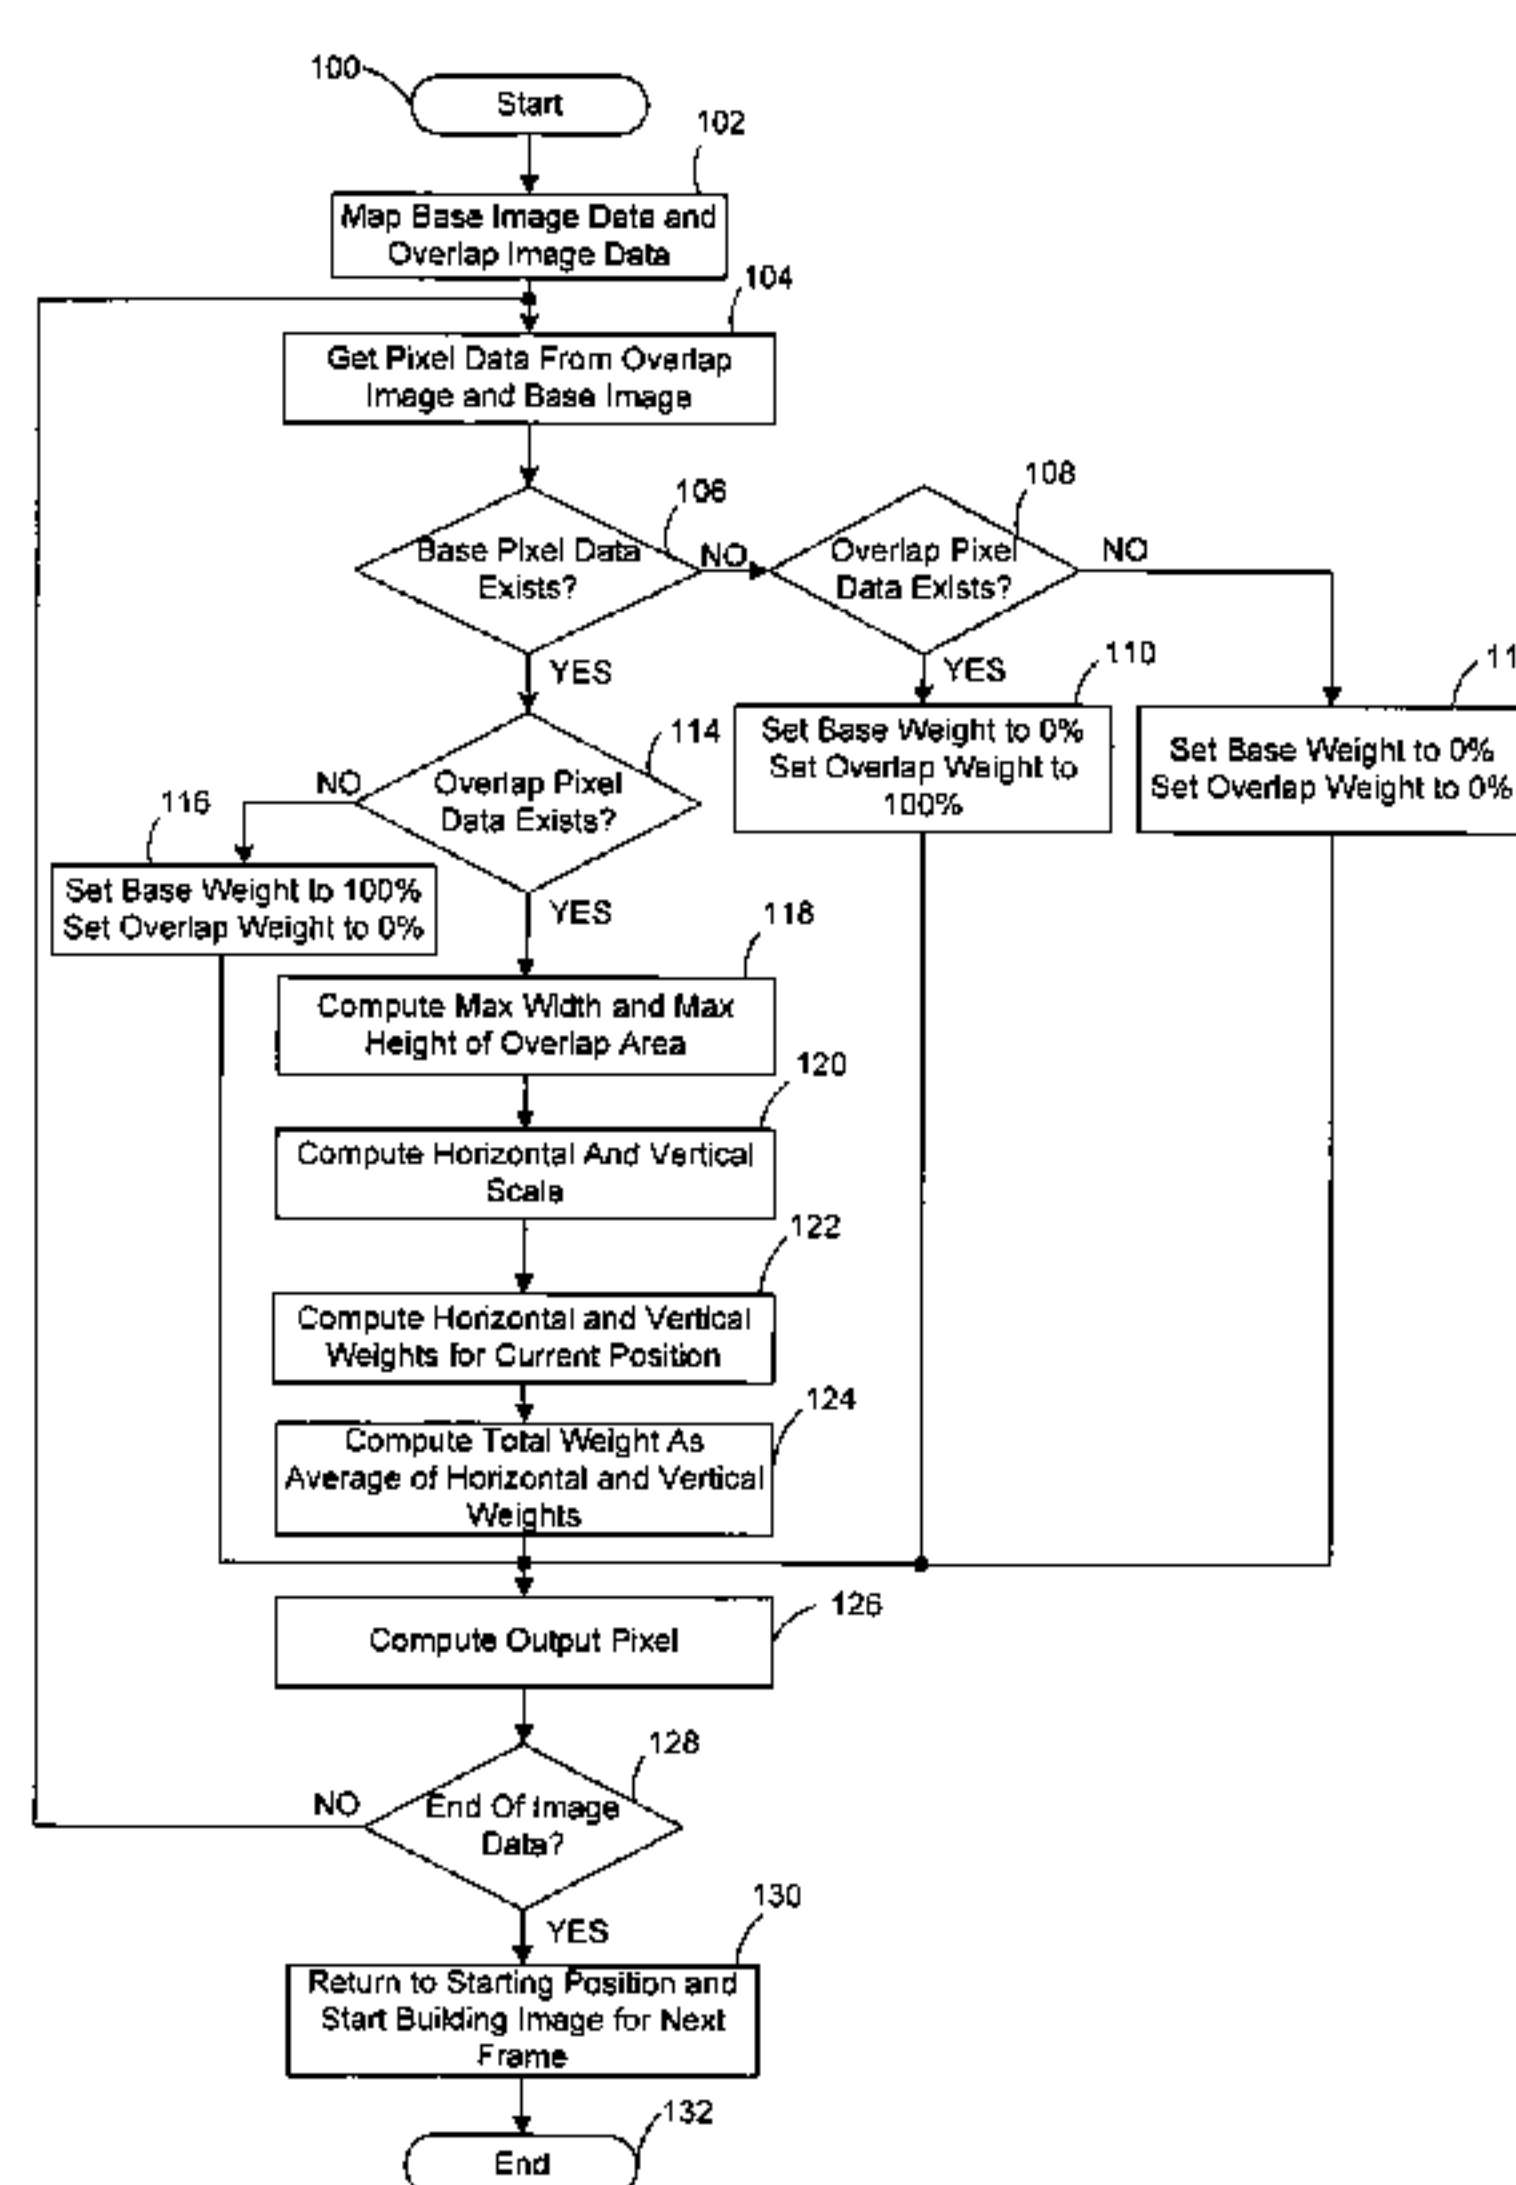 100
Start
102
Map Base Image Data and
Overlap Image Data
104
Get Pixel Data From Overlap
Image and Base Image
106
Base Pixel Data
Exists?
NO
108
Overlap Pixel
Data Exists?
NO
YES
YES
110
Set Base Weight to 0%
Set Overlap Weight to
100%
11
Set Base Weight to 0%
Set Overlap Weight to 0%
114
Overlap Pixel
Data Exists?
NO
116
Set Base Weight to 100%
Set Overlap Weight to 0%
YES
118
Compute Max Width and Max
Height of Overlap Area
120
Compute Horizontal And Vertical
Scale
122
Compute Horizontal and Vertical
Weights for Current Position
124
Compute Total Weight As
Average of Horizontal and Vertical
Weights
126
Compute Output Pixel
128
End Of Image
Data?
NO
YES
130
Return to Starting Position and
Start Building Image for Next
Frame
132
End